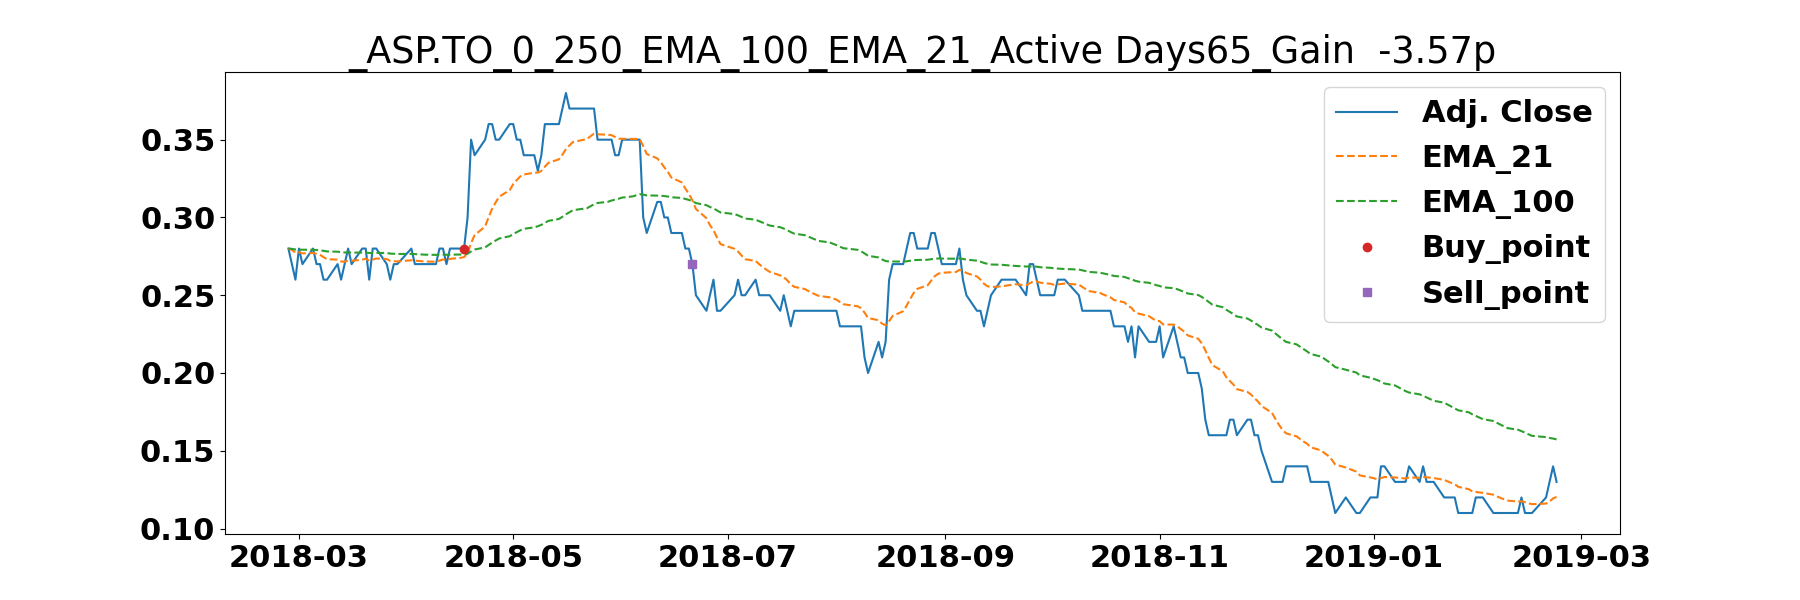 _ASP.TO_0_250_EMA_100_EMA_21_Active Days65_Gain  -3.57p
Adj. Close
EMA_21
EMA_100
Buy_point
Sell_point
0.35
0.30
0.25
0.20
0.15
0.10
2018-03 2018-05 2018-07 2018-09 2018-11 2019-01 2019-03